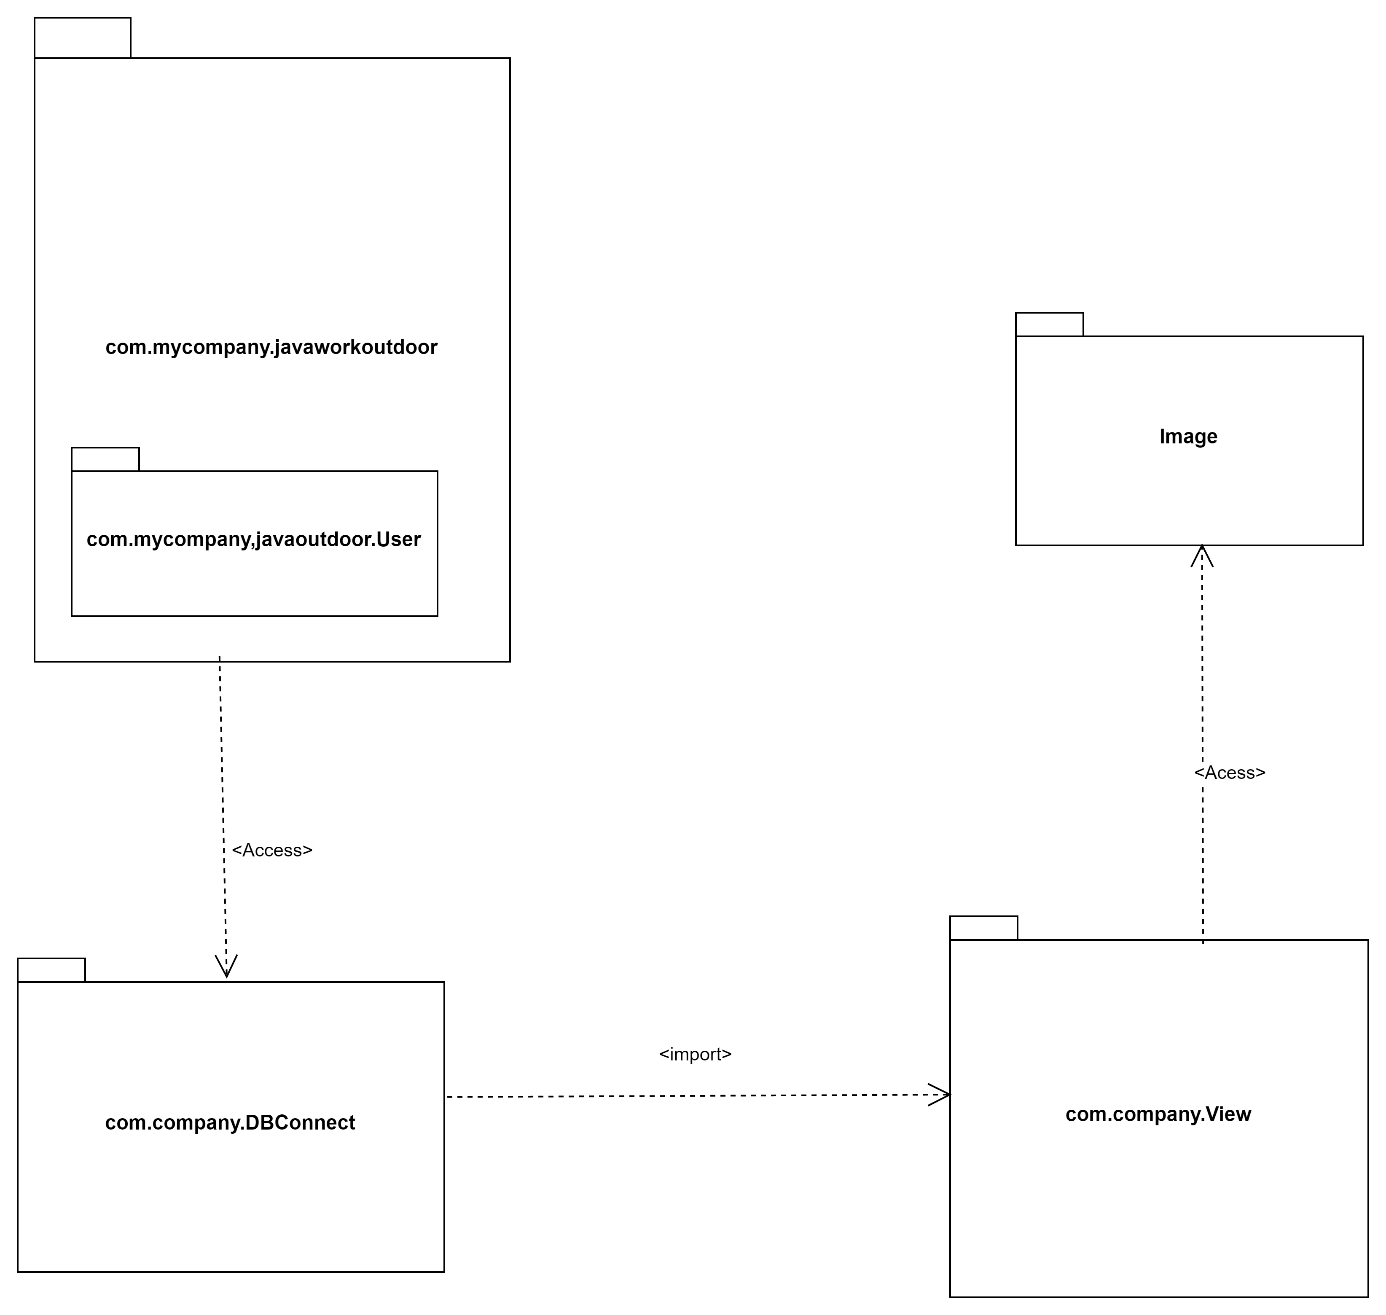 com.mycompany.javaworkoutdoor
Image
com.mycompany,javaoutdoor.User
<Acess>
<Access>
<import>
com.company.DBConnect
com.company.View